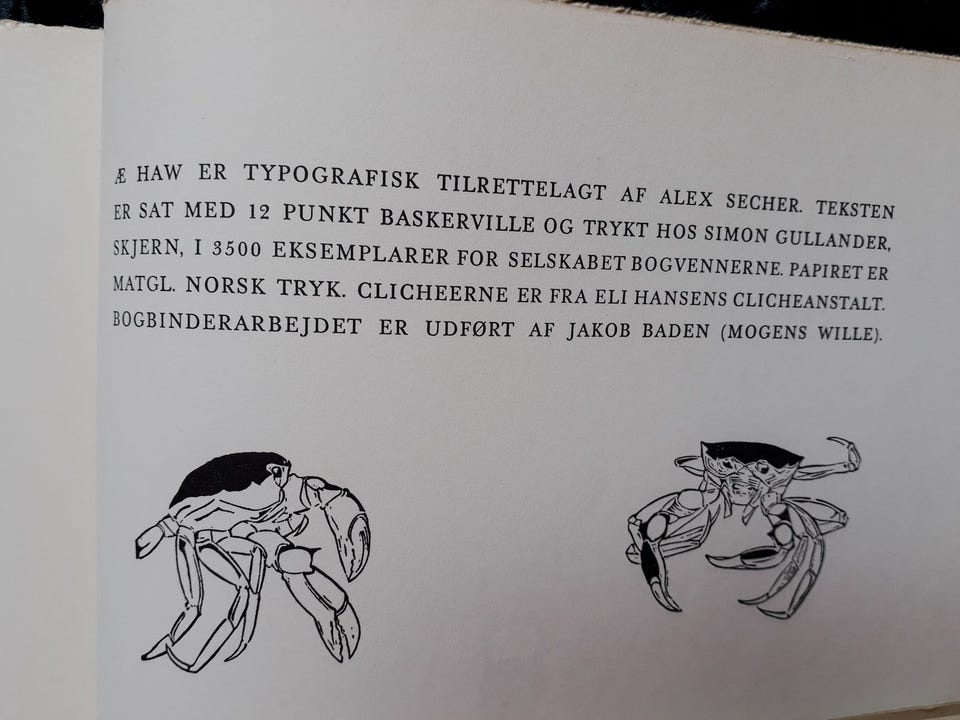 Æ HAW ER TYPOGRAFISK TILRETTELAGT AF ALEX SECHER. TEKSTEN
ER SAT MED 12 PUNKT BASKERVILLE OG TRYKT HOS SIMON GULLANDER,
SKJERN, I 3500 EKSEMPLARER FOR SELSKABET BOGVENNERNE. PAPIRET ER
MATGL. NORSK TRYK. CLICHEERNE ER FRA ELI HANSENS CLICHEANSTALT.
BOGBINDERARBEJDET ER UDFØRT AF JAKOB BADEN (MOGENS WILLE).